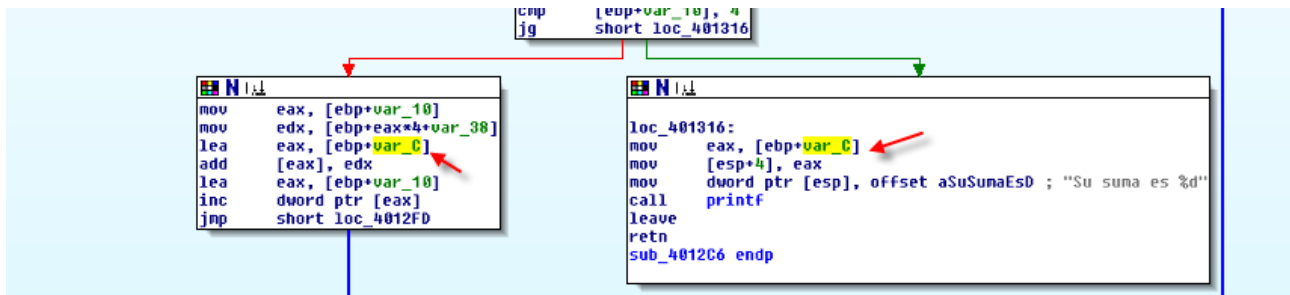 cmp [ebp+var_10], 4
jg short loc_401316
N
mov eax, [ebp+var_10]
mov edx, [ebp+eax*4+var_38]
lea eax, [ebp+var_C]
add [eax], edx
lea eax, [ebp+var_10]
inc dword ptr [eax]
jmp short loc_4012FD
N
loc_401316:
mov eax, [ebp+var_C]
mov [esp+4], eax
mov dword ptr [esp], offset aSuSumaEsD ; "Su suma es %d"
call printf
leave
retn
sub_4012C6 endp